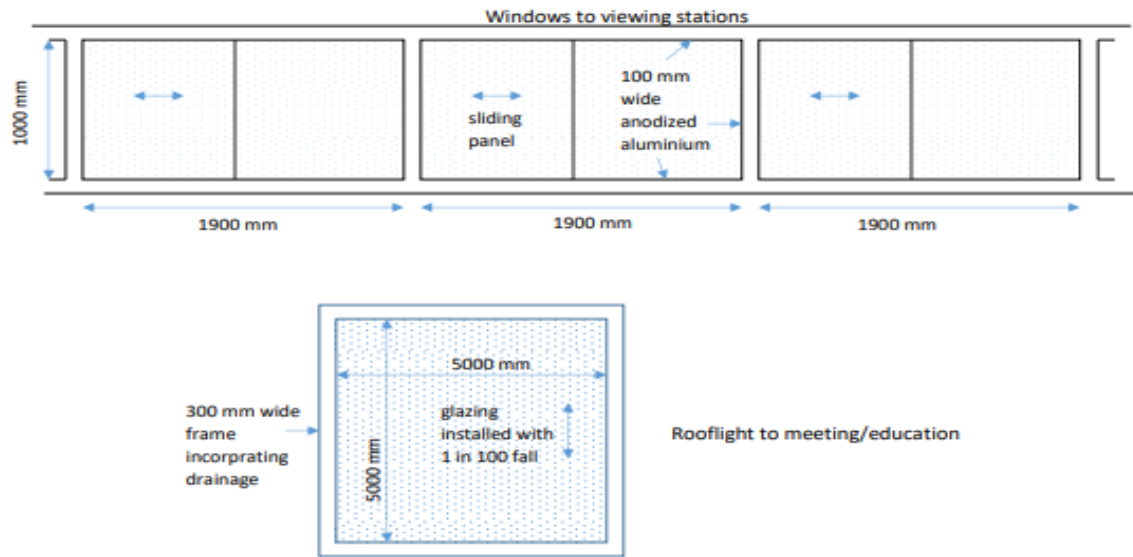 Windows to viewing stations
1000 mm
sliding
panel
100 mm
wide
anodized
aluminium
1900 mm
1900 mm
1900 mm
5000 mm
5000 mm
300 mm wide
frame
incorprating
drainage
glazing
installed with
1 in 100 fall
Rooflight to meeting/education